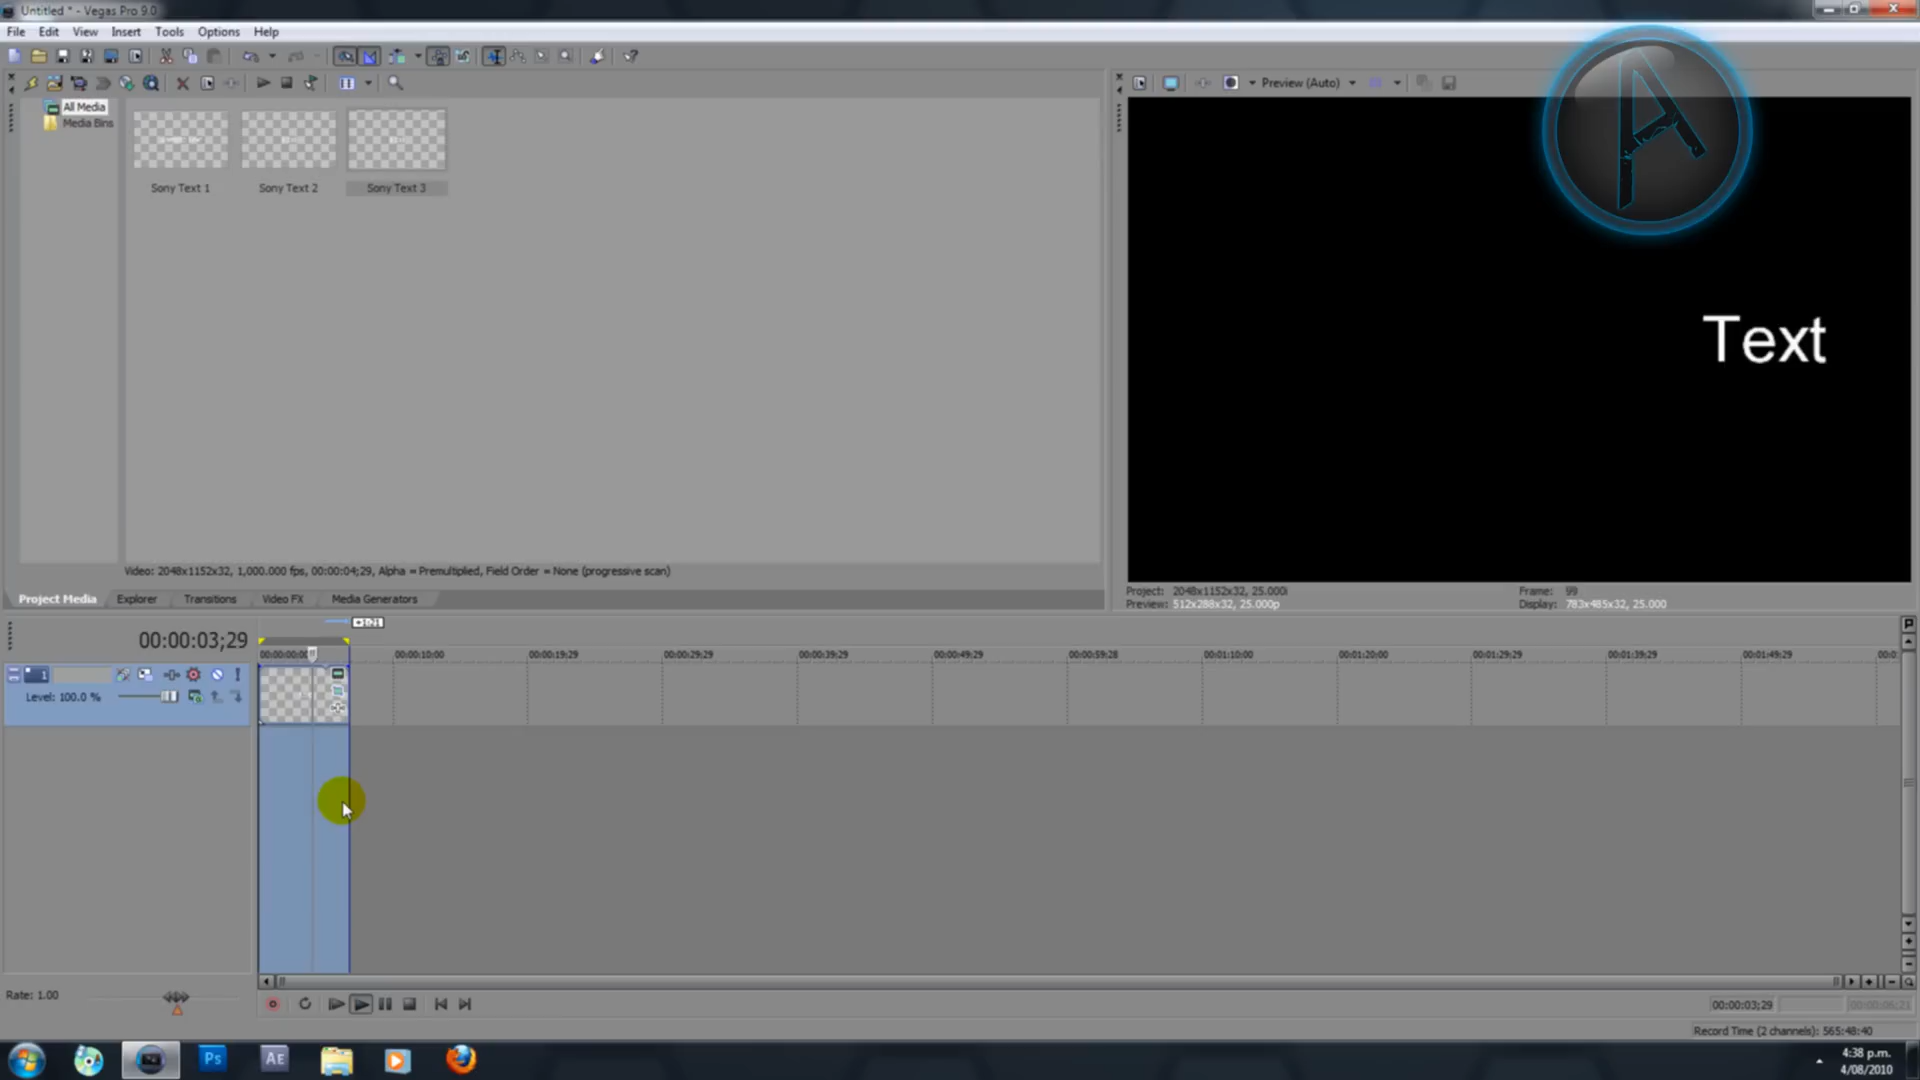 Untitled * - Vegas Pro 9.0
File Edit View Insert Tools Options Help
Preview (Auto)
All Media
Media Bins
Sony Text 1
Sony Text 2
Sony Text 3
Text
Video: 2048x1152x32, 1,000.000 fps, 00:00:04;29, Alpha = Premultiplied, Field Order = None (progressive scan)
Project: 2048x1152x32, 25.000i
Frame: 99
Preview: 512x288x32, 25.000p
Display: 783x485x32, 25.000
Project Media Explorer Transitions Video FX Media Generators
00:00:03;29
00:00:10;00 00:00:19;29 00:00:29;29 00:00:39;29 00:00:49;29 00:00:59;28 00:01:10;00 00:01:20;00 00:01:29;29 00:01:39;29 00:01:49;29
1
Level: 100.0 %
Rate: 1.00
00:00:03;29
00:00:06;21
Record Time (2 channels): 565:48:40
Ps AE
4:38 p.m.
4/08/2010